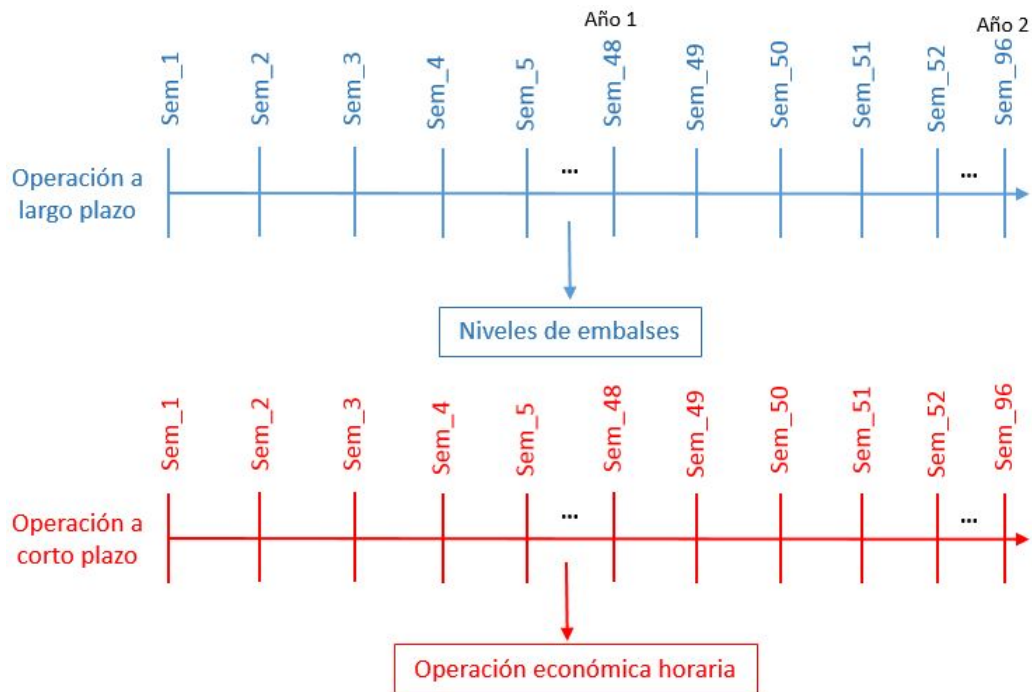 Año 1
Año 2
Sem_1
Sem_2
Sem_3
Sem_4
Sem_5
Sem_48
Sem_49
Sem_50
Sem_51
Sem_52
Sem_96
...
...
Operación a
largo plazo
Niveles de embalses
Sem_1
Sem_2
Sem_3
Sem_4
Sem_5
Sem_48
Sem_49
Sem_50
Sem_51
Sem_52
Sem_96
...
...
Operación a
corto plazo
Operación económica horaria